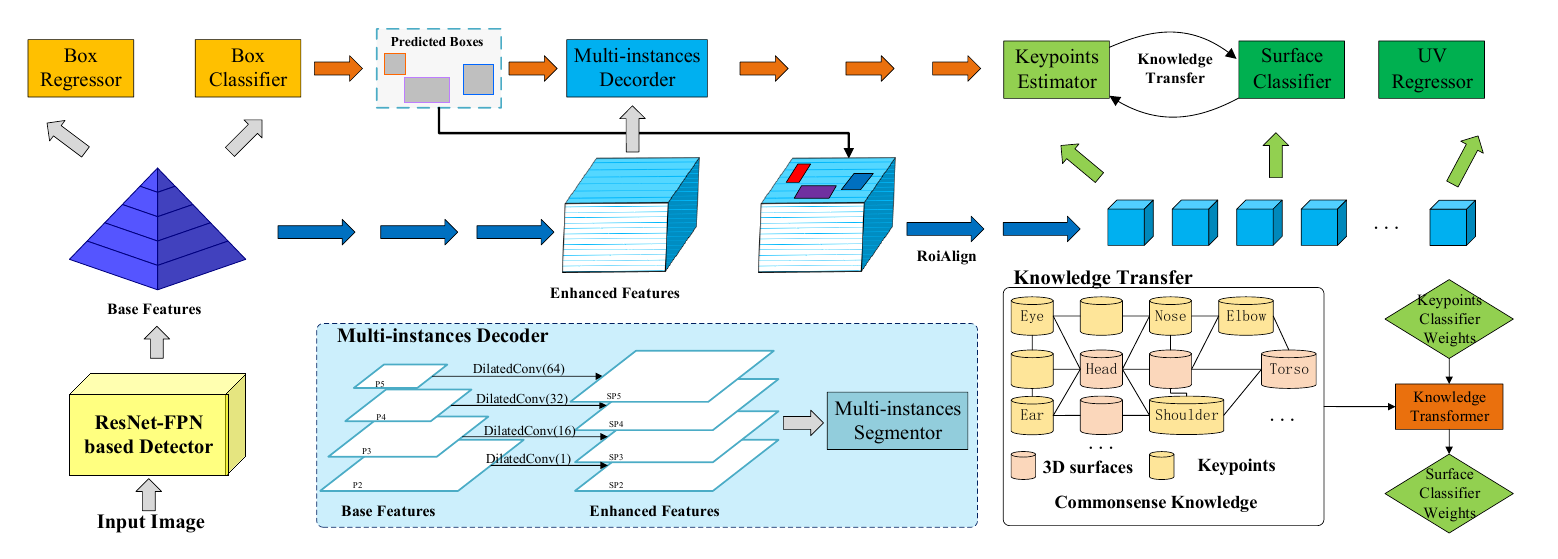 Box
Regressor
Box
Classifier
Predicted Boxes
Multi-instances
Decorder
Keypoints
Estimator
Knowledge
Transfer
Surface
Classifier
UV
Regressor
Base Features
Enhanced Features
RoiAlign
. . .
ResNet-FPN
based Detector
Input Image
Multi-instances Decoder
P5
P4
P3
P2
DilatedConv(64)
DilatedConv(32)
DilatedConv(16)
DilatedConv(1)
SP5
SP4
SP3
SP2
Base Features
Enhanced Features
Multi-instances
Segmentor
Knowledge Transfer
Eye
Nose
Elbow
Head
Torso
Ear
Shoulder
. . .
. . .
3D surfaces
Keypoints
Commonsense Knowledge
Keypoints
Classifier
Weights
Knowledge
Transformer
Surface
Classifier
Weights